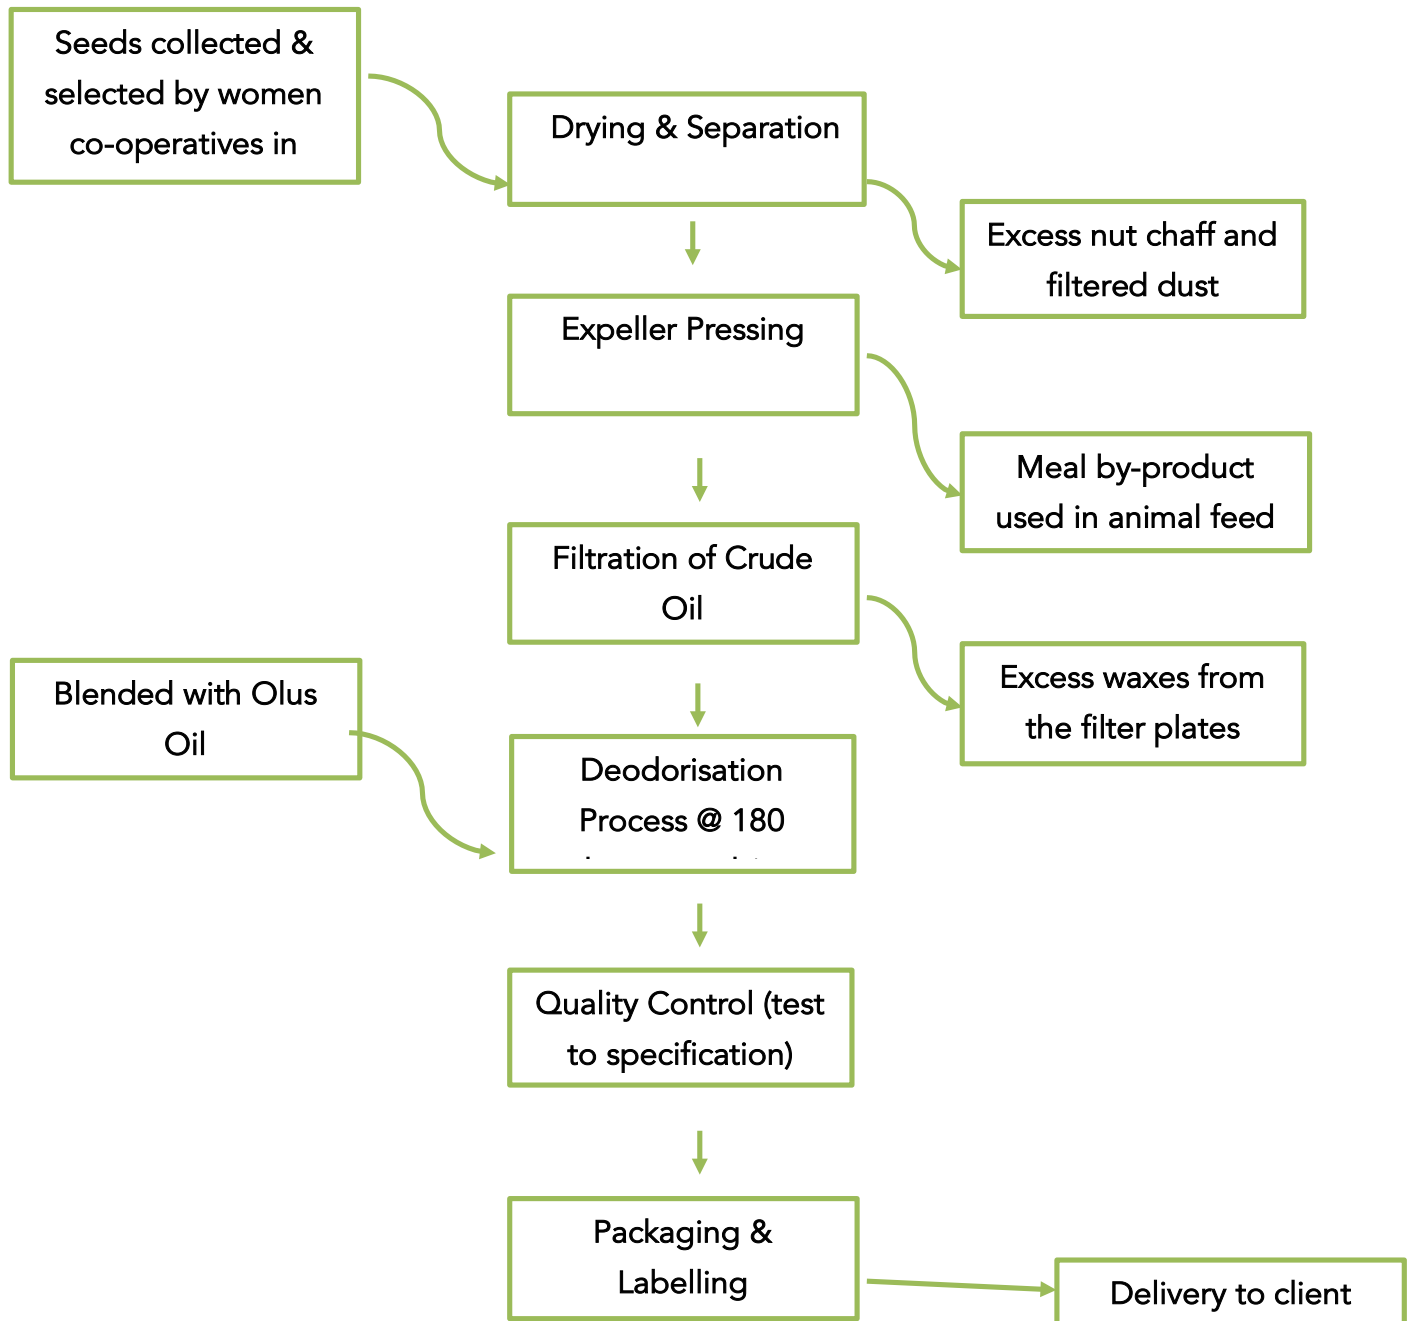 Seeds collected &
selected by women
co-operatives in
Drying & Separation
Excess nut chaff and
filtered dust
Expeller Pressing
Meal by-product
used in animal feed
Filtration of Crude
Oil
Excess waxes from
the filter plates
Blended with Olus
Oil
Deodorisation
Process @ 180
Quality Control (test
to specification)
Packaging &
Labelling
Delivery to client